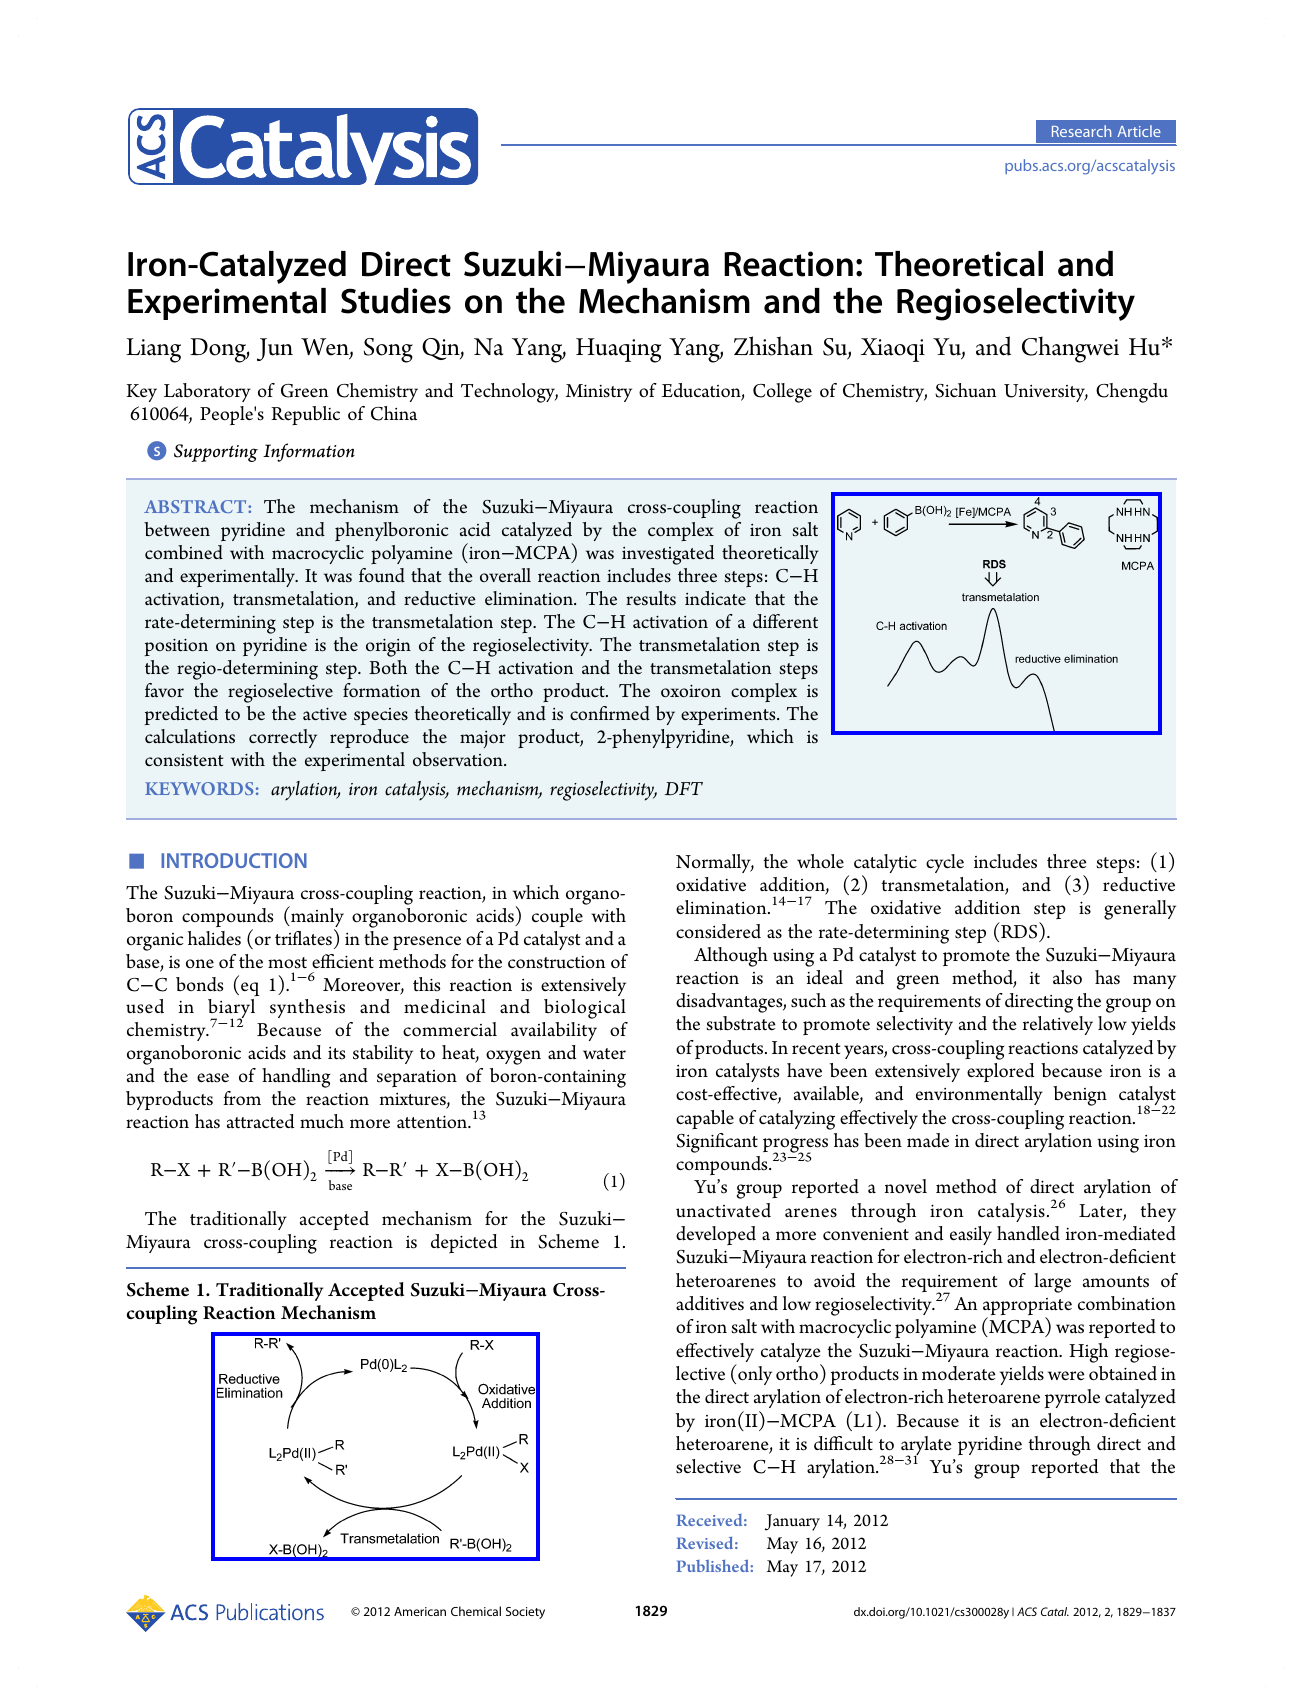 ACS Catalysis
Research Article
pubs.acs.org/acscatalysis
Iron-Catalyzed Direct Suzuki−Miyaura Reaction: Theoretical and
Experimental Studies on the Mechanism and the Regioselectivity
Liang Dong, Jun Wen, Song Qin, Na Yang, Huaqing Yang, Zhishan Su, Xiaoqi Yu, and Changwei Hu*
Key Laboratory of Green Chemistry and Technology, Ministry of Education, College of Chemistry, Sichuan University, Chengdu
610064, People's Republic of China
S Supporting Information
ABSTRACT: The mechanism of the Suzuki−Miyaura cross-coupling reaction
between pyridine and phenylboronic acid catalyzed by the complex of iron salt
combined with macrocyclic polyamine (iron−MCPA) was investigated theoretically
and experimentally. It was found that the overall reaction includes three steps: C−H
activation, transmetalation, and reductive elimination. The results indicate that the
rate-determining step is the transmetalation step. The C−H activation of a different
position on pyridine is the origin of the regioselectivity. The transmetalation step is
the regio-determining step. Both the C−H activation and the transmetalation steps
favor the regioselective formation of the ortho product. The oxoiron complex is
predicted to be the active species theoretically and is confirmed by experiments. The
calculations correctly reproduce the major product, 2-phenylpyridine, which is
consistent with the experimental observation.
N
+
B(OH)2
[Fe]/MCPA
4
3
N
2
NH HN
NH HN
MCPA
RDS
transmetalation
C-H activation
reductive elimination
KEYWORDS: arylation, iron catalysis, mechanism, regioselectivity, DFT
■ INTRODUCTION
The Suzuki−Miyaura cross-coupling reaction, in which organo-
boron compounds (mainly organoboronic acids) couple with
organic halides (or triflates) in the presence of a Pd catalyst and a
base, is one of the most efficient methods for the construction of
C−C bonds (eq 1).1−6 Moreover, this reaction is extensively
used in biaryl synthesis and medicinal and biological
chemistry.7−12 Because of the commercial availability of
organoboronic acids and its stability to heat, oxygen and water
and the ease of handling and separation of boron-containing
byproducts from the reaction mixtures, the Suzuki−Miyaura
reaction has attracted much more attention.13
R−X + R′−B(OH)2 [Pd] → base R−R′ + X−B(OH)2 (1)
The traditionally accepted mechanism for the Suzuki−
Miyaura cross-coupling reaction is depicted in Scheme 1.
Scheme 1. Traditionally Accepted Suzuki−Miyaura Cross-
coupling Reaction Mechanism
R-R'
R-X
Pd(0)L2
Reductive
Elimination
Oxidative
Addition
L2Pd(II)
R
R'
L2Pd(II)
R
X
Transmetalation
X-B(OH)2
R'-B(OH)2
Normally, the whole catalytic cycle includes three steps: (1)
oxidative addition, (2) transmetalation, and (3) reductive
elimination.14−17 The oxidative addition step is generally
considered as the rate-determining step (RDS).
Although using a Pd catalyst to promote the Suzuki−Miyaura
reaction is an ideal and green method, it also has many
disadvantages, such as the requirements of directing the group on
the substrate to promote selectivity and the relatively low yields
of products. In recent years, cross-coupling reactions catalyzed by
iron catalysts have been extensively explored because iron is a
cost-effective, available, and environmentally benign catalyst
capable of catalyzing effectively the cross-coupling reaction.18−22
Significant progress has been made in direct arylation using iron
compounds.23−25
Yu's group reported a novel method of direct arylation of
unactivated arenes through iron catalysis.26 Later, they
developed a more convenient and easily handled iron-mediated
Suzuki−Miyaura reaction for electron-rich and electron-deficient
heteroarenes to avoid the requirement of large amounts of
additives and low regioselectivity.27 An appropriate combination
of iron salt with macrocyclic polyamine (MCPA) was reported to
effectively catalyze the Suzuki−Miyaura reaction. High regiose-
lective (only ortho) products in moderate yields were obtained in
the direct arylation of electron-rich heteroarene pyrrole catalyzed
by iron(II)−MCPA (L1). Because it is an electron-deficient
heteroarene, it is difficult to arylate pyridine through direct and
selective C−H arylation.28−31 Yu's group reported that the
Received: January 14, 2012
Revised: May 16, 2012
Published: May 17, 2012
ACS Publications
© 2012 American Chemical Society
1829
dx.doi.org/10.1021/cs300028y | ACS Catal. 2012, 2, 1829−1837